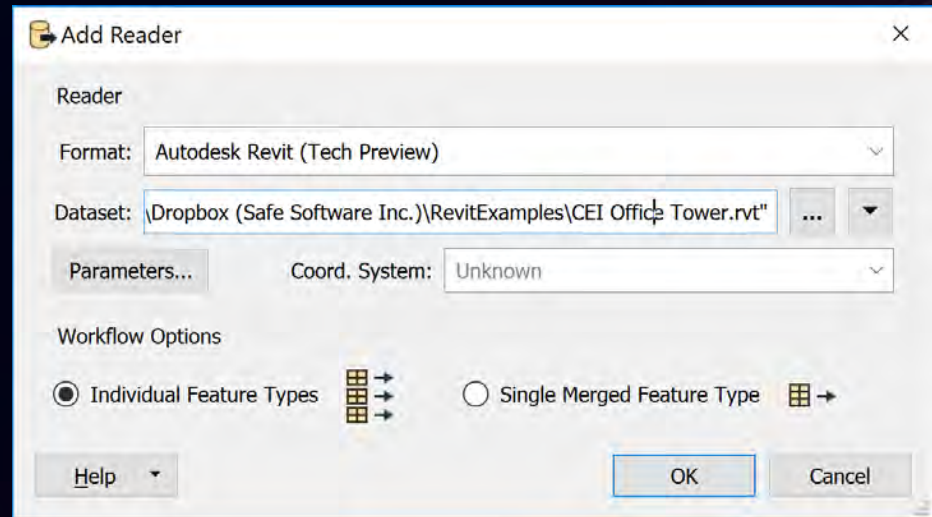 Add Reader
Reader
Format: Autodesk Revit (Tech Preview)
Dataset: \Dropbox (Safe Software Inc.)\RevitExamples\CEI Office Tower.rvt" ...
Parameters... Coord. System: Unknown
Workflow Options
Individual Feature Types Single Merged Feature Type
Help OK Cancel